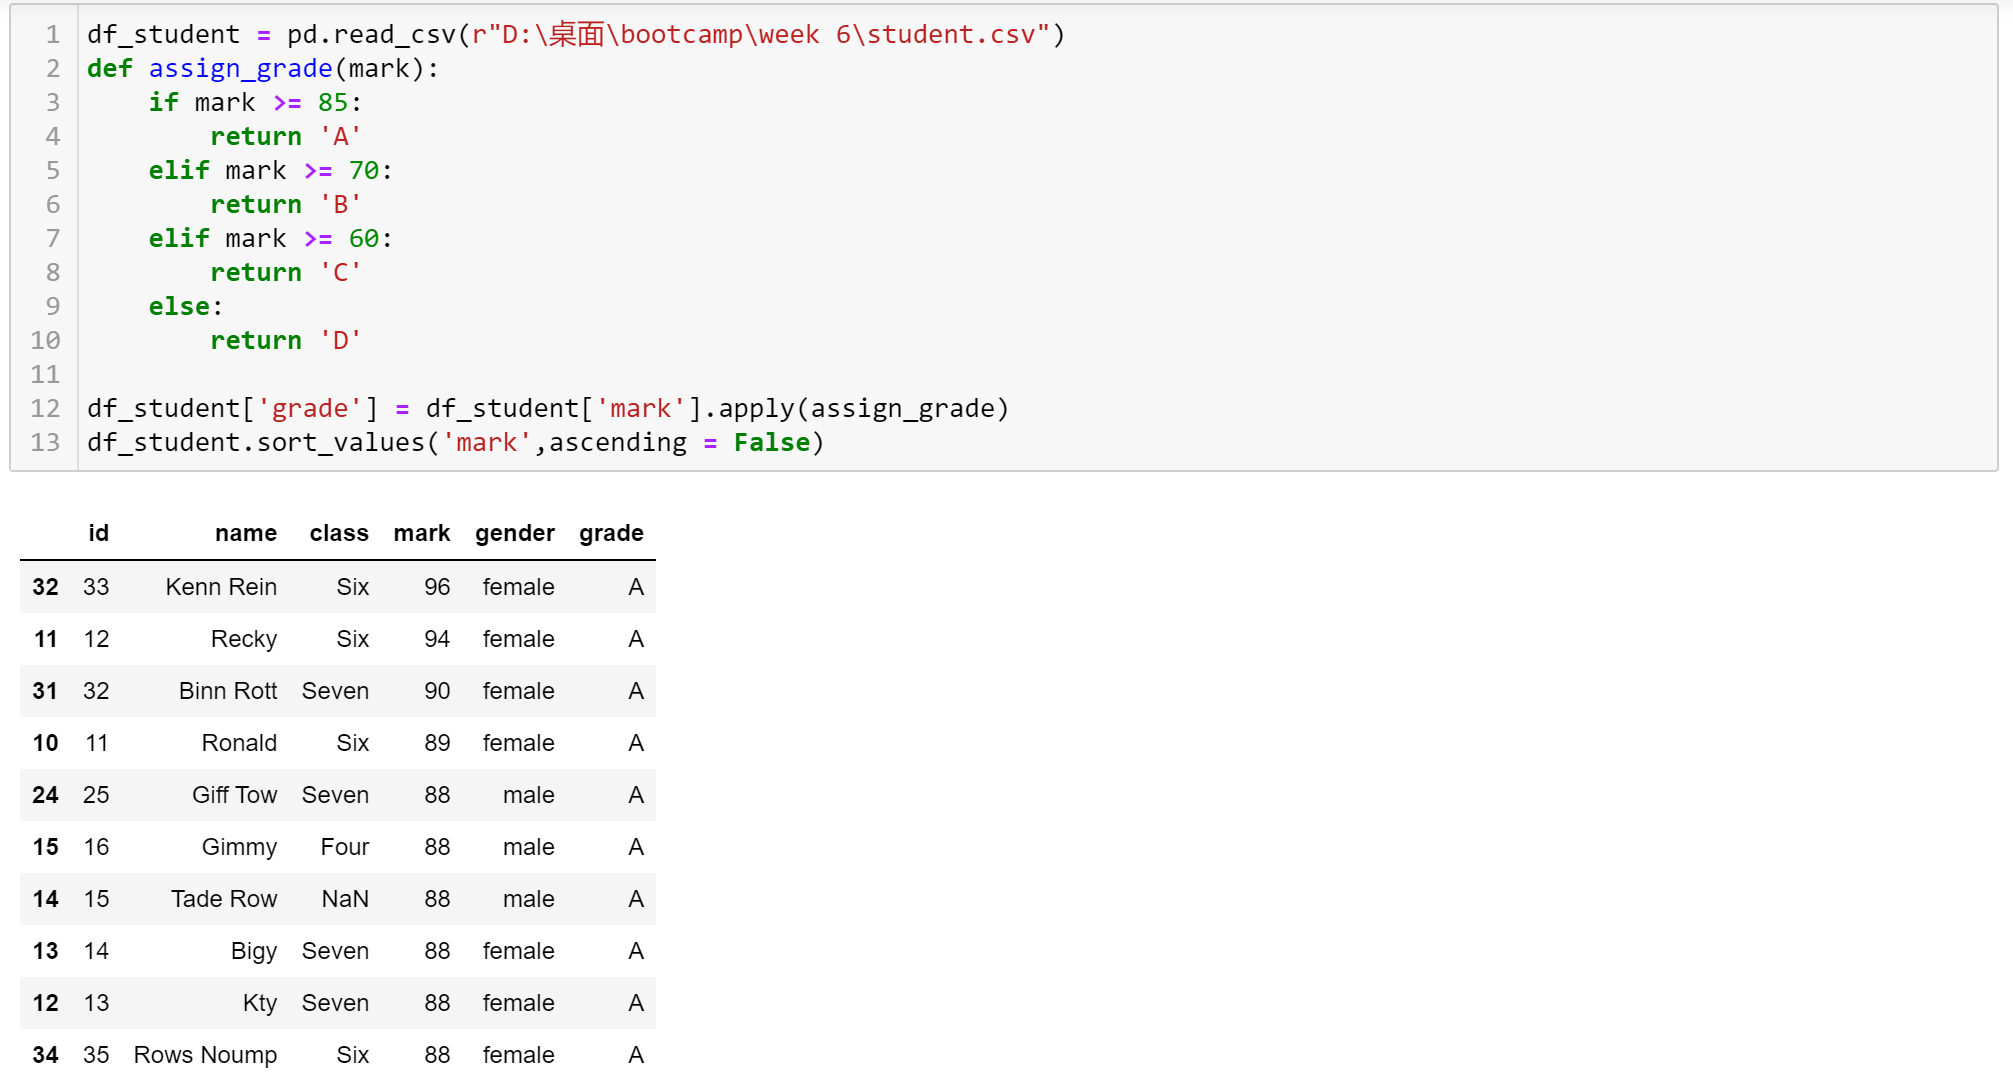 1 df_student = pd.read_csv(r"D:\桌面\bootcamp\week 6\student.csv")
2 def assign_grade(mark):
3     if mark >= 85:
4         return 'A'
5     elif mark >= 70:
6         return 'B'
7     elif mark >= 60:
8         return 'C'
9     else:
10         return 'D'
11
12 df_student['grade'] = df_student['mark'].apply(assign_grade)
13 df_student.sort_values('mark',ascending = False)
id name class mark gender grade
32 33 Kenn Rein Six 96 female A
11 12 Recky Six 94 female A
31 32 Binn Rott Seven 90 female A
10 11 Ronald Six 89 female A
24 25 Giff Tow Seven 88 male A
15 16 Gimmy Four 88 male A
14 15 Tade Row NaN 88 male A
13 14 Bigy Seven 88 female A
12 13 Kty Seven 88 female A
34 35 Rows Noump Six 88 female A